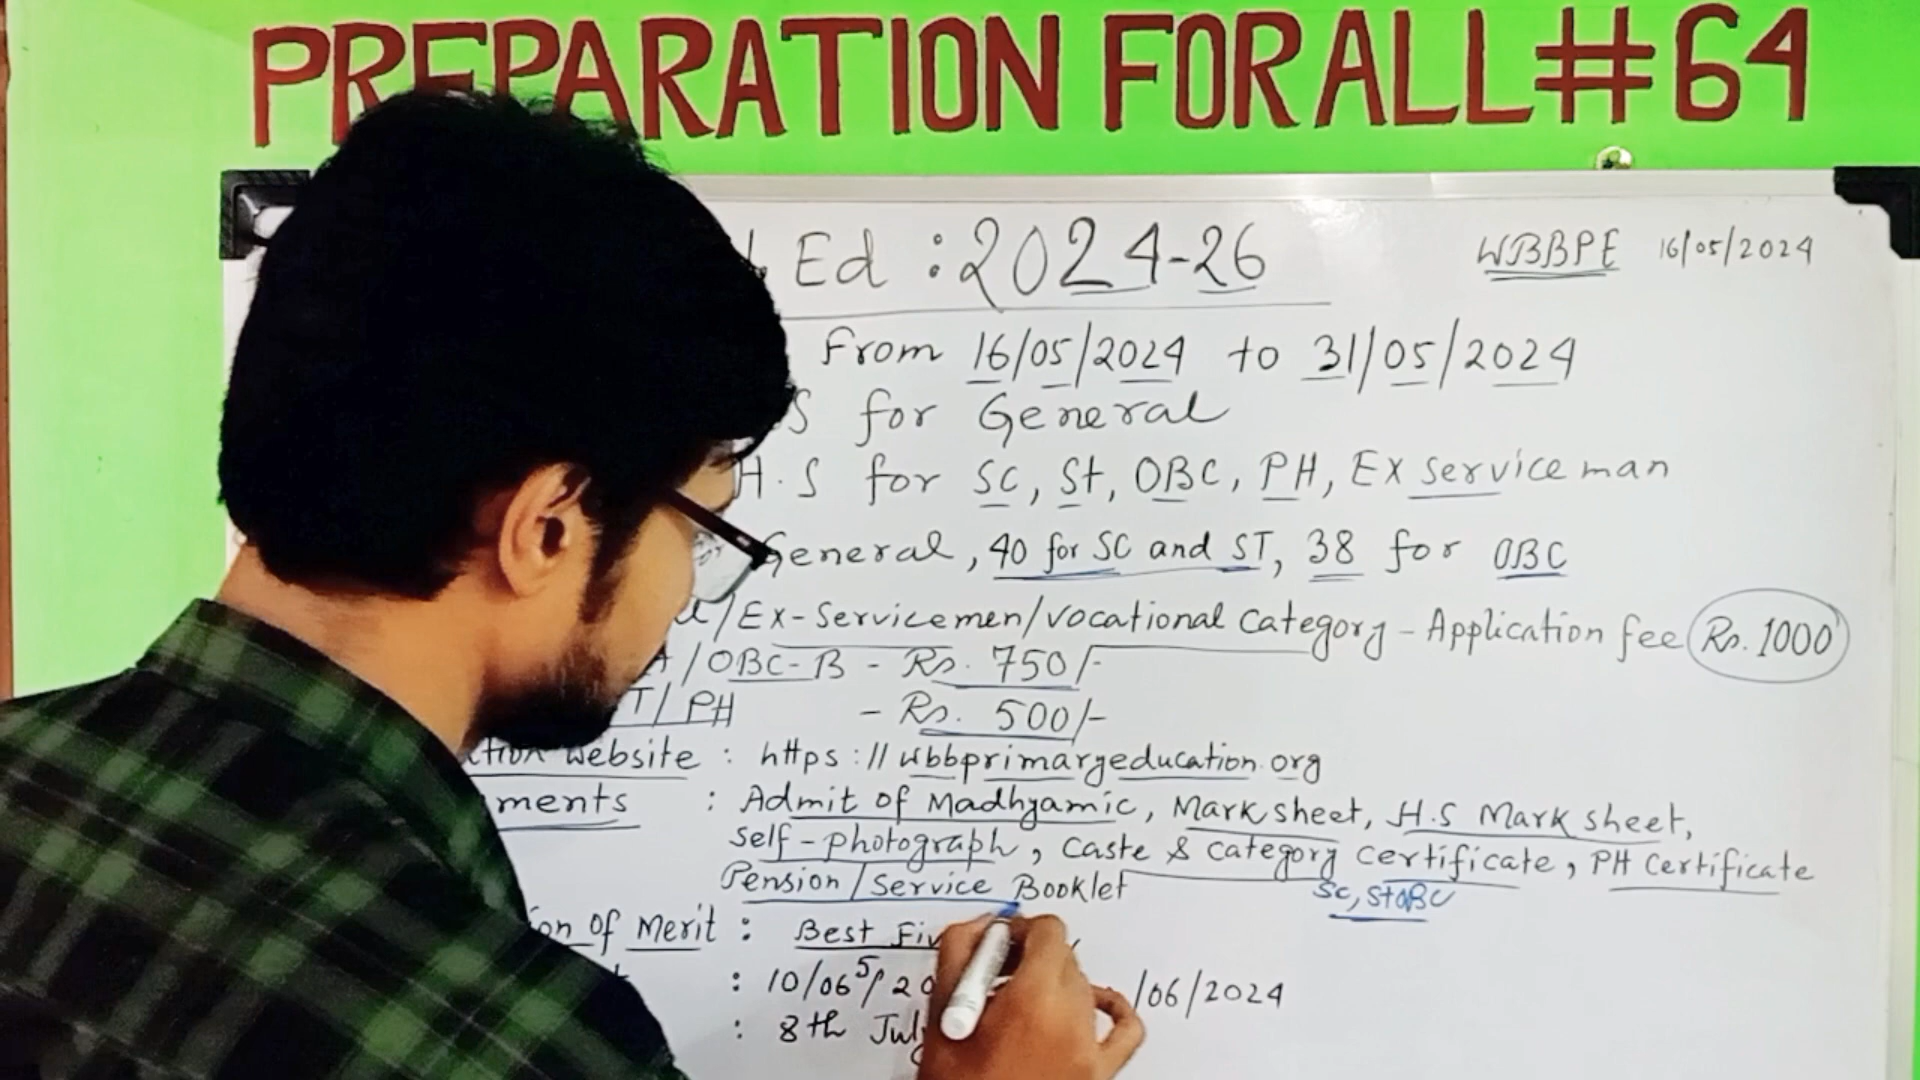 PREPARATION FOR ALL # 64
Ed : 2024-26
WBBPE 16/05/2024
From 16/05/2024 to 31/05/2024
S for General
H.S for SC, St, OBC, PH, Ex Service man
General, 40 for SC and ST, 38 for OBC
/Ex-Servicemen/Vocational Category - Application fee Rs. 1000
A/OBC-B - Rs. 750/-
T/PH - Rs. 500/-
Website : https://wbbprimaryeducation.org
ments : Admit of Madhyamic, Mark sheet, H.S Mark sheet,
Self-photograph, Caste & Category Certificate, PH Certificate
Pension/Service Booklet SC, St OBC
on of Merit : Best
: 10/06 5/20 /06/2024
: 8th July